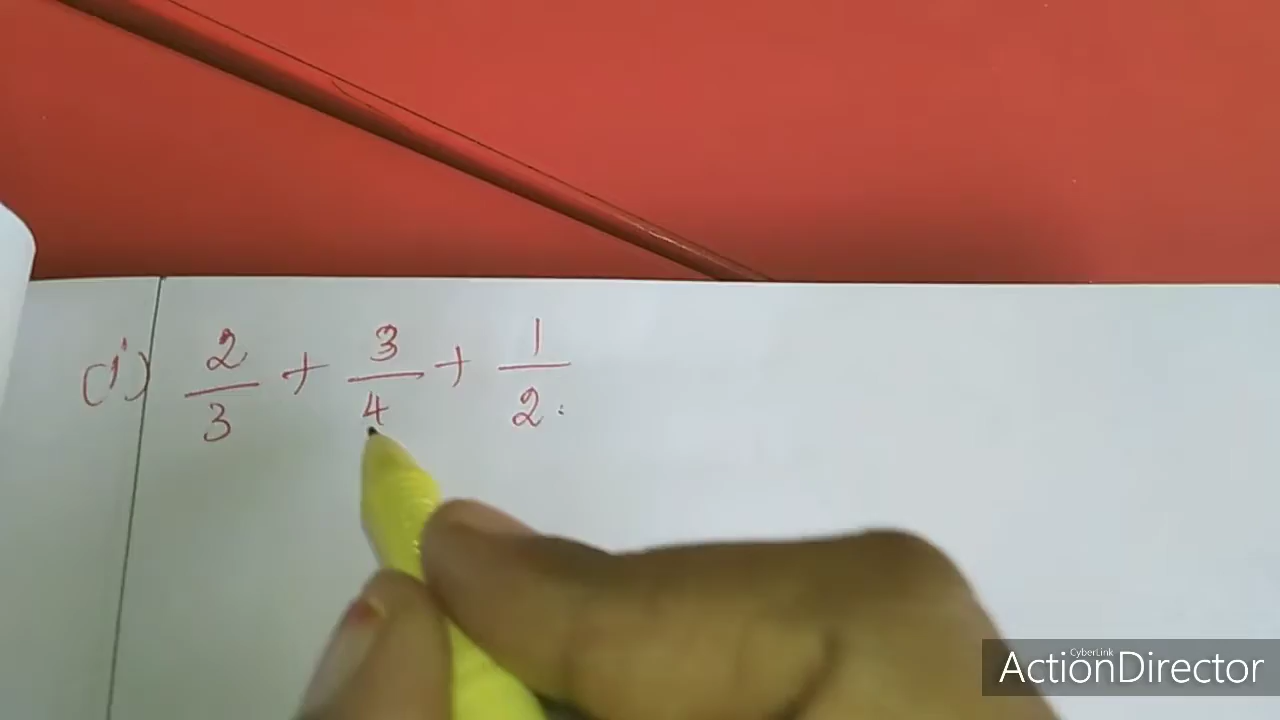 (i) 2/3 + 3/4 + 1/2.
CyberLink
ActionDirector